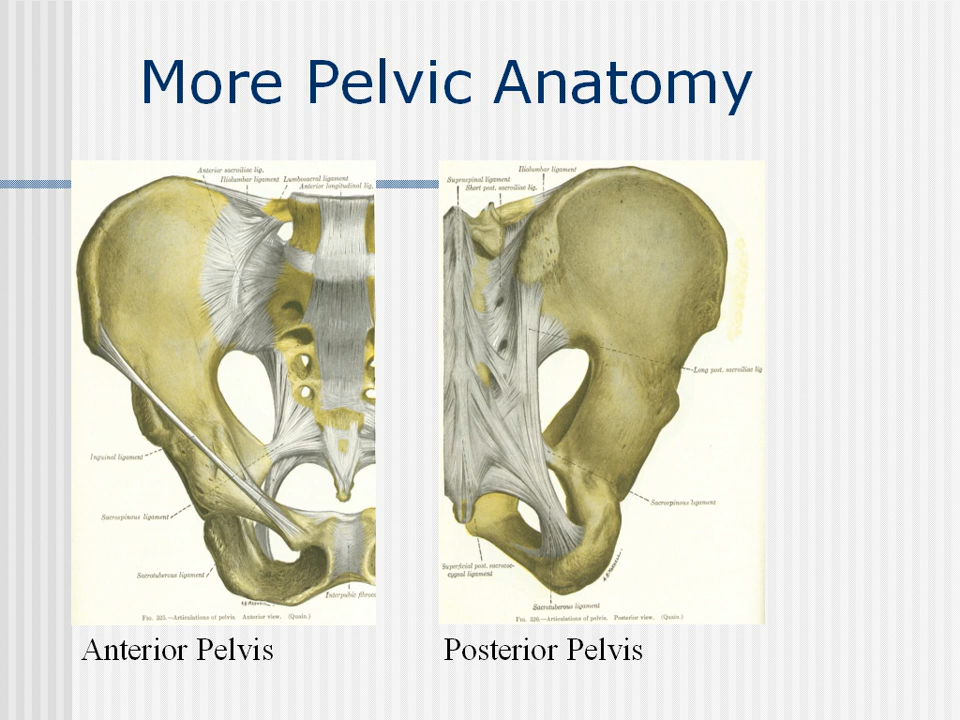 More Pelvic Anatomy
Anterior sacroiliac lig.
Iliolumbar ligament
Lumbosacral ligament
Anterior longitudinal lig.
Inguinal ligament
Sacrospinous ligament
Sacrotuberous ligament
Interpubic fibroc
FIG. 325.—Articulations of pelvis. Anterior view. (Quain.)
Anterior Pelvis
Iliolumbar ligament
Supraspinal ligament
Short post. sacroiliac lig.
Long post. sacroiliac lig
Sacrospinous ligament
Superficial post. sacrococ-
cygeal ligament
Sacrotuberous ligament
FIG. 326.—Articulations of pelvis. Posterior view. (Quain.)
Posterior Pelvis